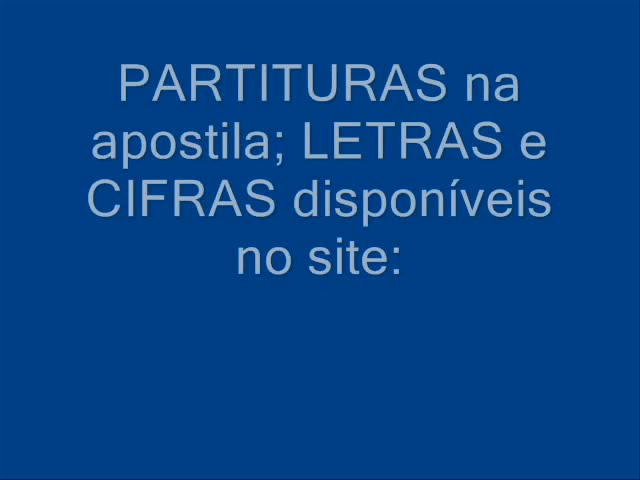 PARTITURAS na
apostila; LETRAS e
CIFRAS disponíveis
no site: